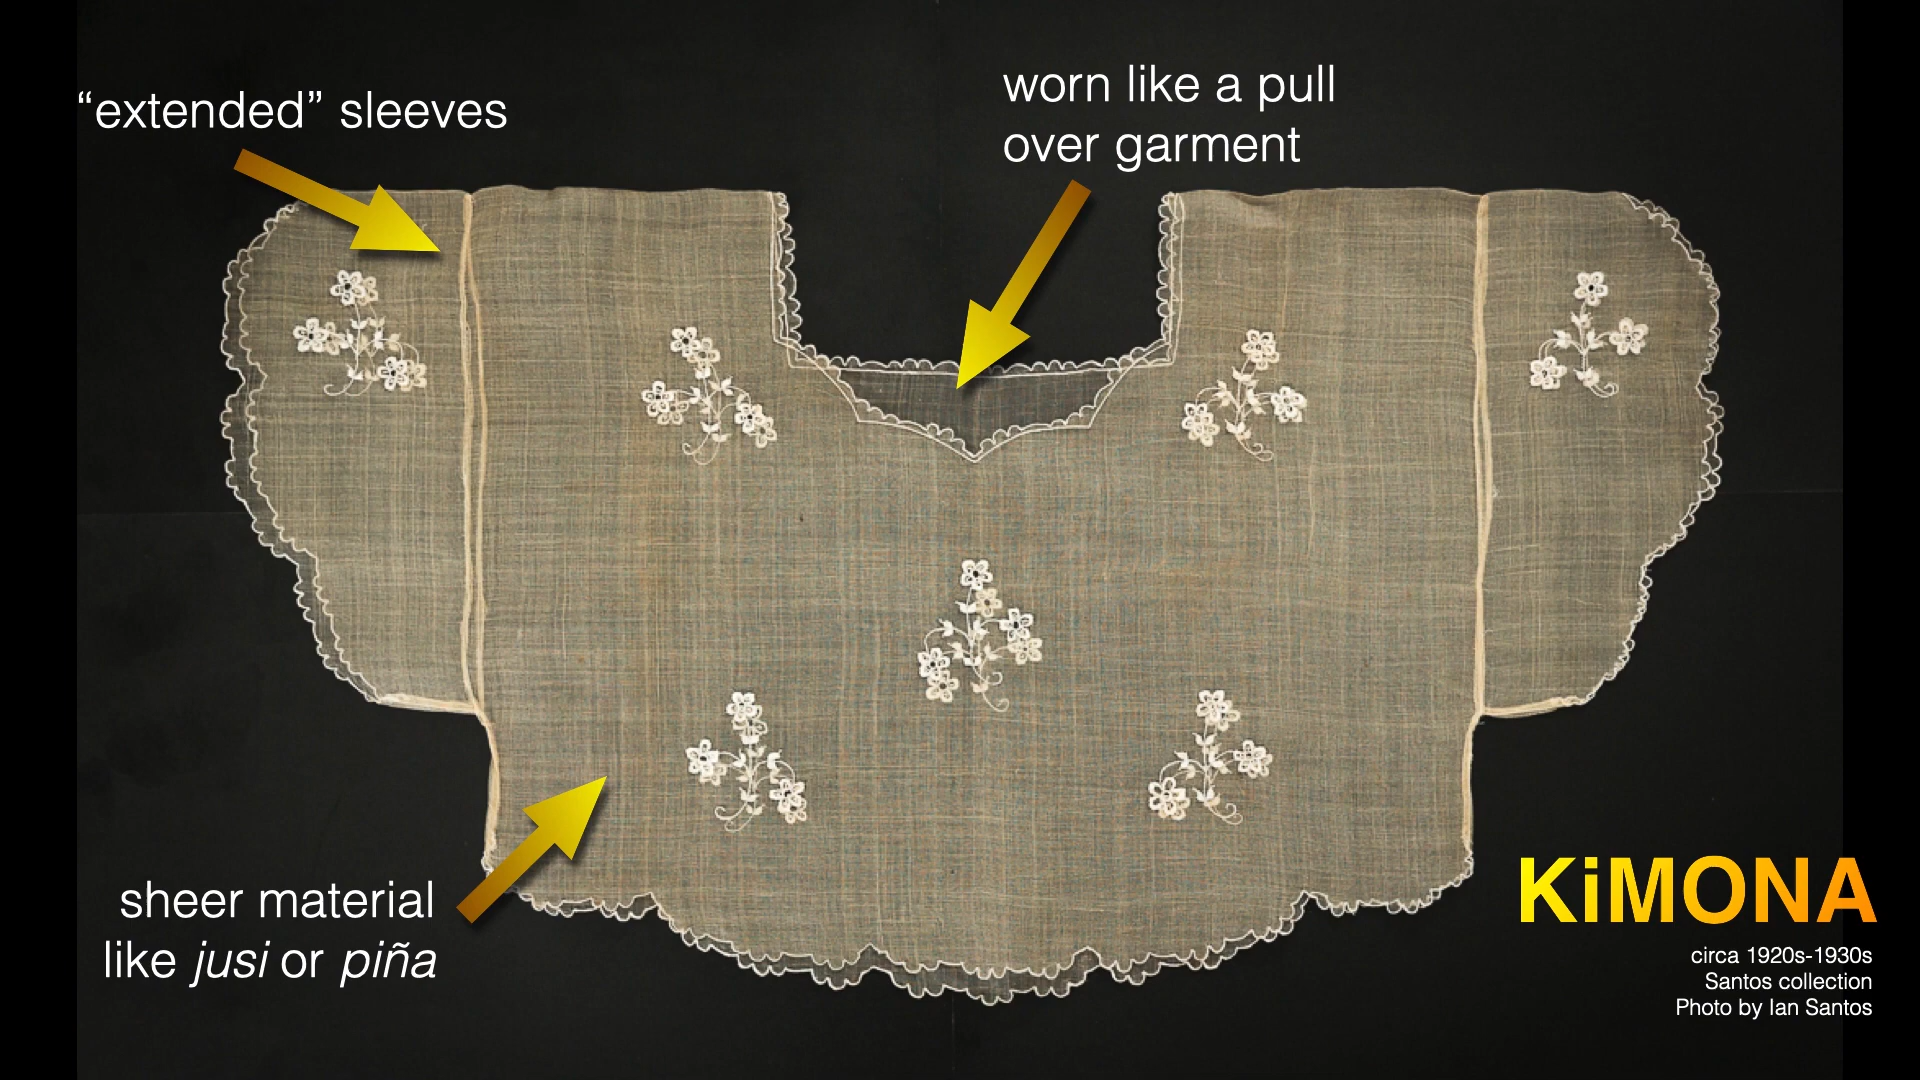 “extended” sleeves
worn like a pull
over garment
sheer material
like jusi or piña
KiMONA
circa 1920s-1930s
Santos collection
Photo by Ian Santos